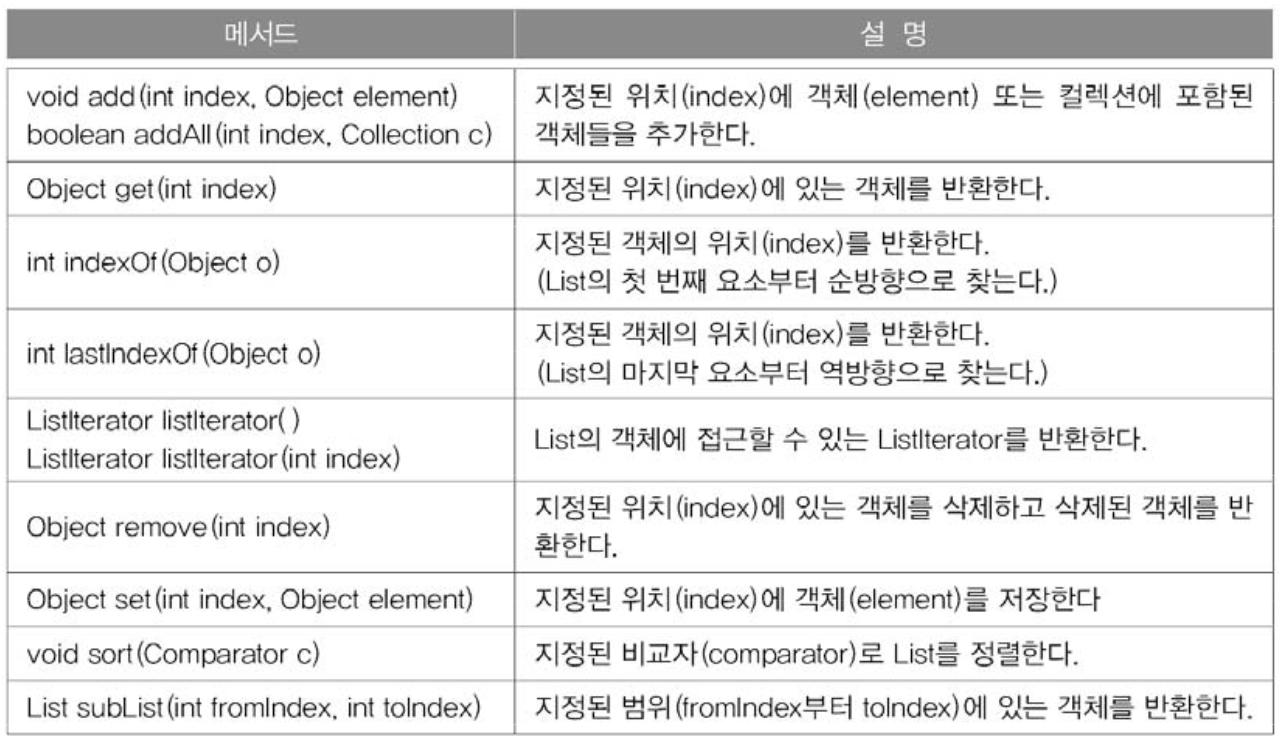 메서드
설 명
void add(int index, Object element)
boolean addAll(int index, Collection c)
지정된 위치(index)에 객체(element) 또는 컬렉션에 포함된
객체들을 추가한다.
Object get(int index)
지정된 위치(index)에 있는 객체를 반환한다.
int indexOf(Object o)
지정된 객체의 위치(index)를 반환한다.
(List의 첫 번째 요소부터 순방향으로 찾는다.)
int lastIndexOf(Object o)
지정된 객체의 위치(index)를 반환한다.
(List의 마지막 요소부터 역방향으로 찾는다.)
ListIterator listIterator( )
ListIterator listIterator(int index)
List의 객체에 접근할 수 있는 ListIterator를 반환한다.
Object remove(int index)
지정된 위치(index)에 있는 객체를 삭제하고 삭제된 객체를 반
환한다.
Object set(int index, Object element)
지정된 위치(index)에 객체(element)를 저장한다
void sort(Comparator c)
지정된 비교자(comparator)로 List를 정렬한다.
List subList(int fromIndex, int toIndex)
지정된 범위(fromIndex부터 toIndex)에 있는 객체를 반환한다.